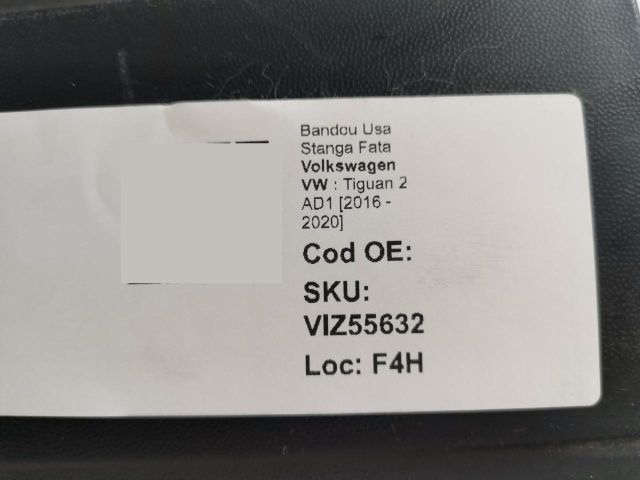 Bandou Usa
Stanga Fata
Volkswagen
VW : Tiguan 2
AD1 [2016 -
2020]
Cod OE:
SKU:
VIZ55632
Loc: F4H